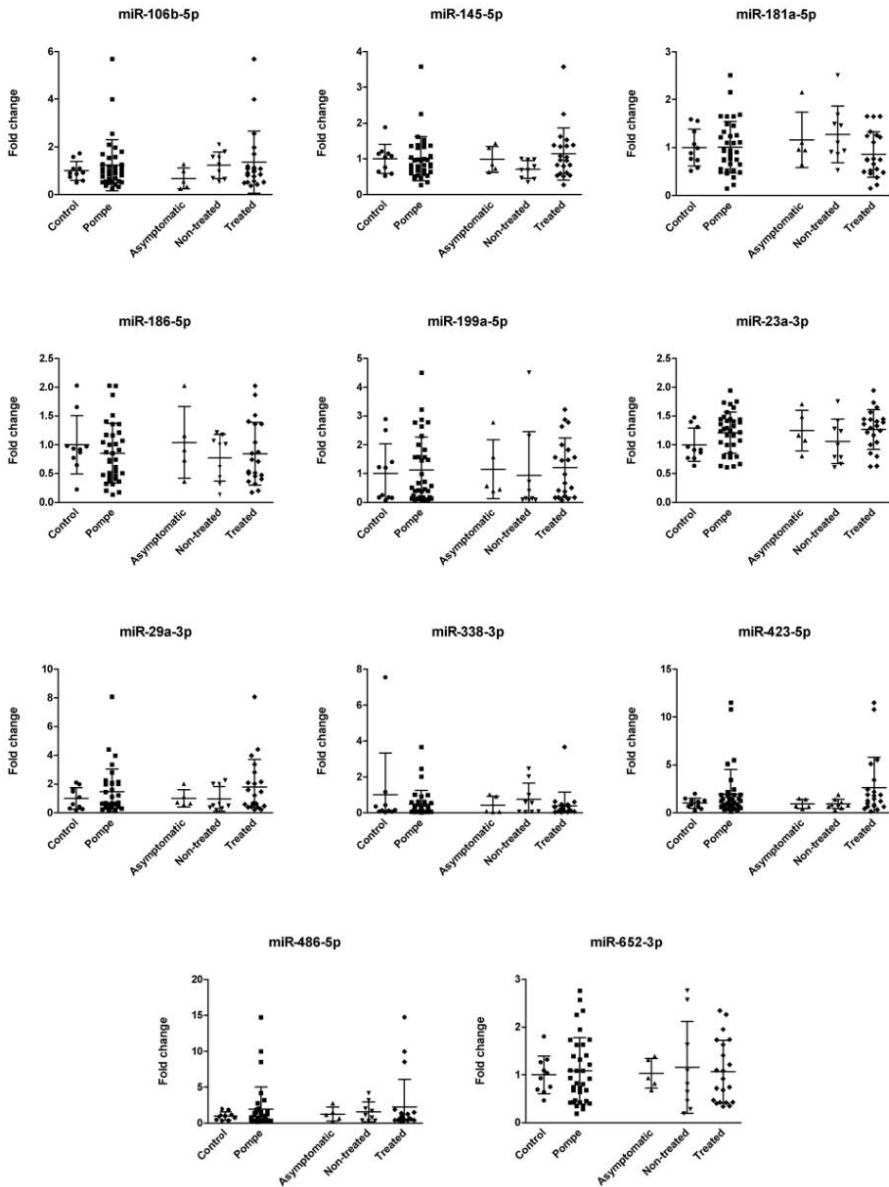 miR-106b-5p
Fold change
6
4
2
0
Control
Pompe
Asymptomatic
Non-treated
Treated
miR-145-5p
Fold change
4
3
2
1
0
Control
Pompe
Asymptomatic
Non-treated
Treated
miR-181a-5p
Fold change
3
2
1
0
Control
Pompe
Asymptomatic
Non-treated
Treated
miR-186-5p
Fold change
2.5
2.0
1.5
1.0
0.5
0.0
Control
Pompe
Asymptomatic
Non-treated
Treated
miR-199a-5p
Fold change
5
4
3
2
1
0
Control
Pompe
Asymptomatic
Non-treated
Treated
miR-23a-3p
Fold change
2.5
2.0
1.5
1.0
0.5
0.0
Control
Pompe
Asymptomatic
Non-treated
Treated
miR-29a-3p
Fold change
10
8
6
4
2
0
Control
Pompe
Asymptomatic
Non-treated
Treated
miR-338-3p
Fold change
8
6
4
2
0
Control
Pompe
Asymptomatic
Non-treated
Treated
miR-423-5p
Fold change
15
10
5
0
Control
Pompe
Asymptomatic
Non-treated
Treated
miR-486-5p
Fold change
20
15
10
5
0
Control
Pompe
Asymptomatic
Non-treated
Treated
miR-652-3p
Fold change
3
2
1
0
Control
Pompe
Asymptomatic
Non-treated
Treated